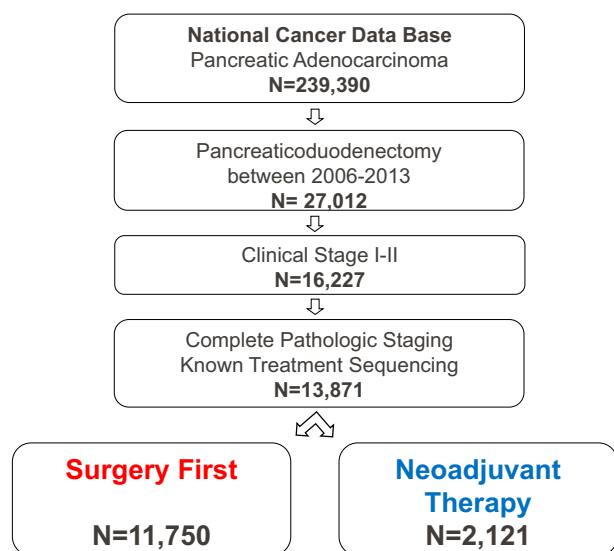 National Cancer Data Base
Pancreatic Adenocarcinoma
N=239,390
Pancreaticoduodenectomy
between 2006-2013
N= 27,012
Clinical Stage I-II
N=16,227
Complete Pathologic Staging
Known Treatment Sequencing
N=13,871
Surgery First
N=11,750
Neoadjuvant
Therapy
N=2,121